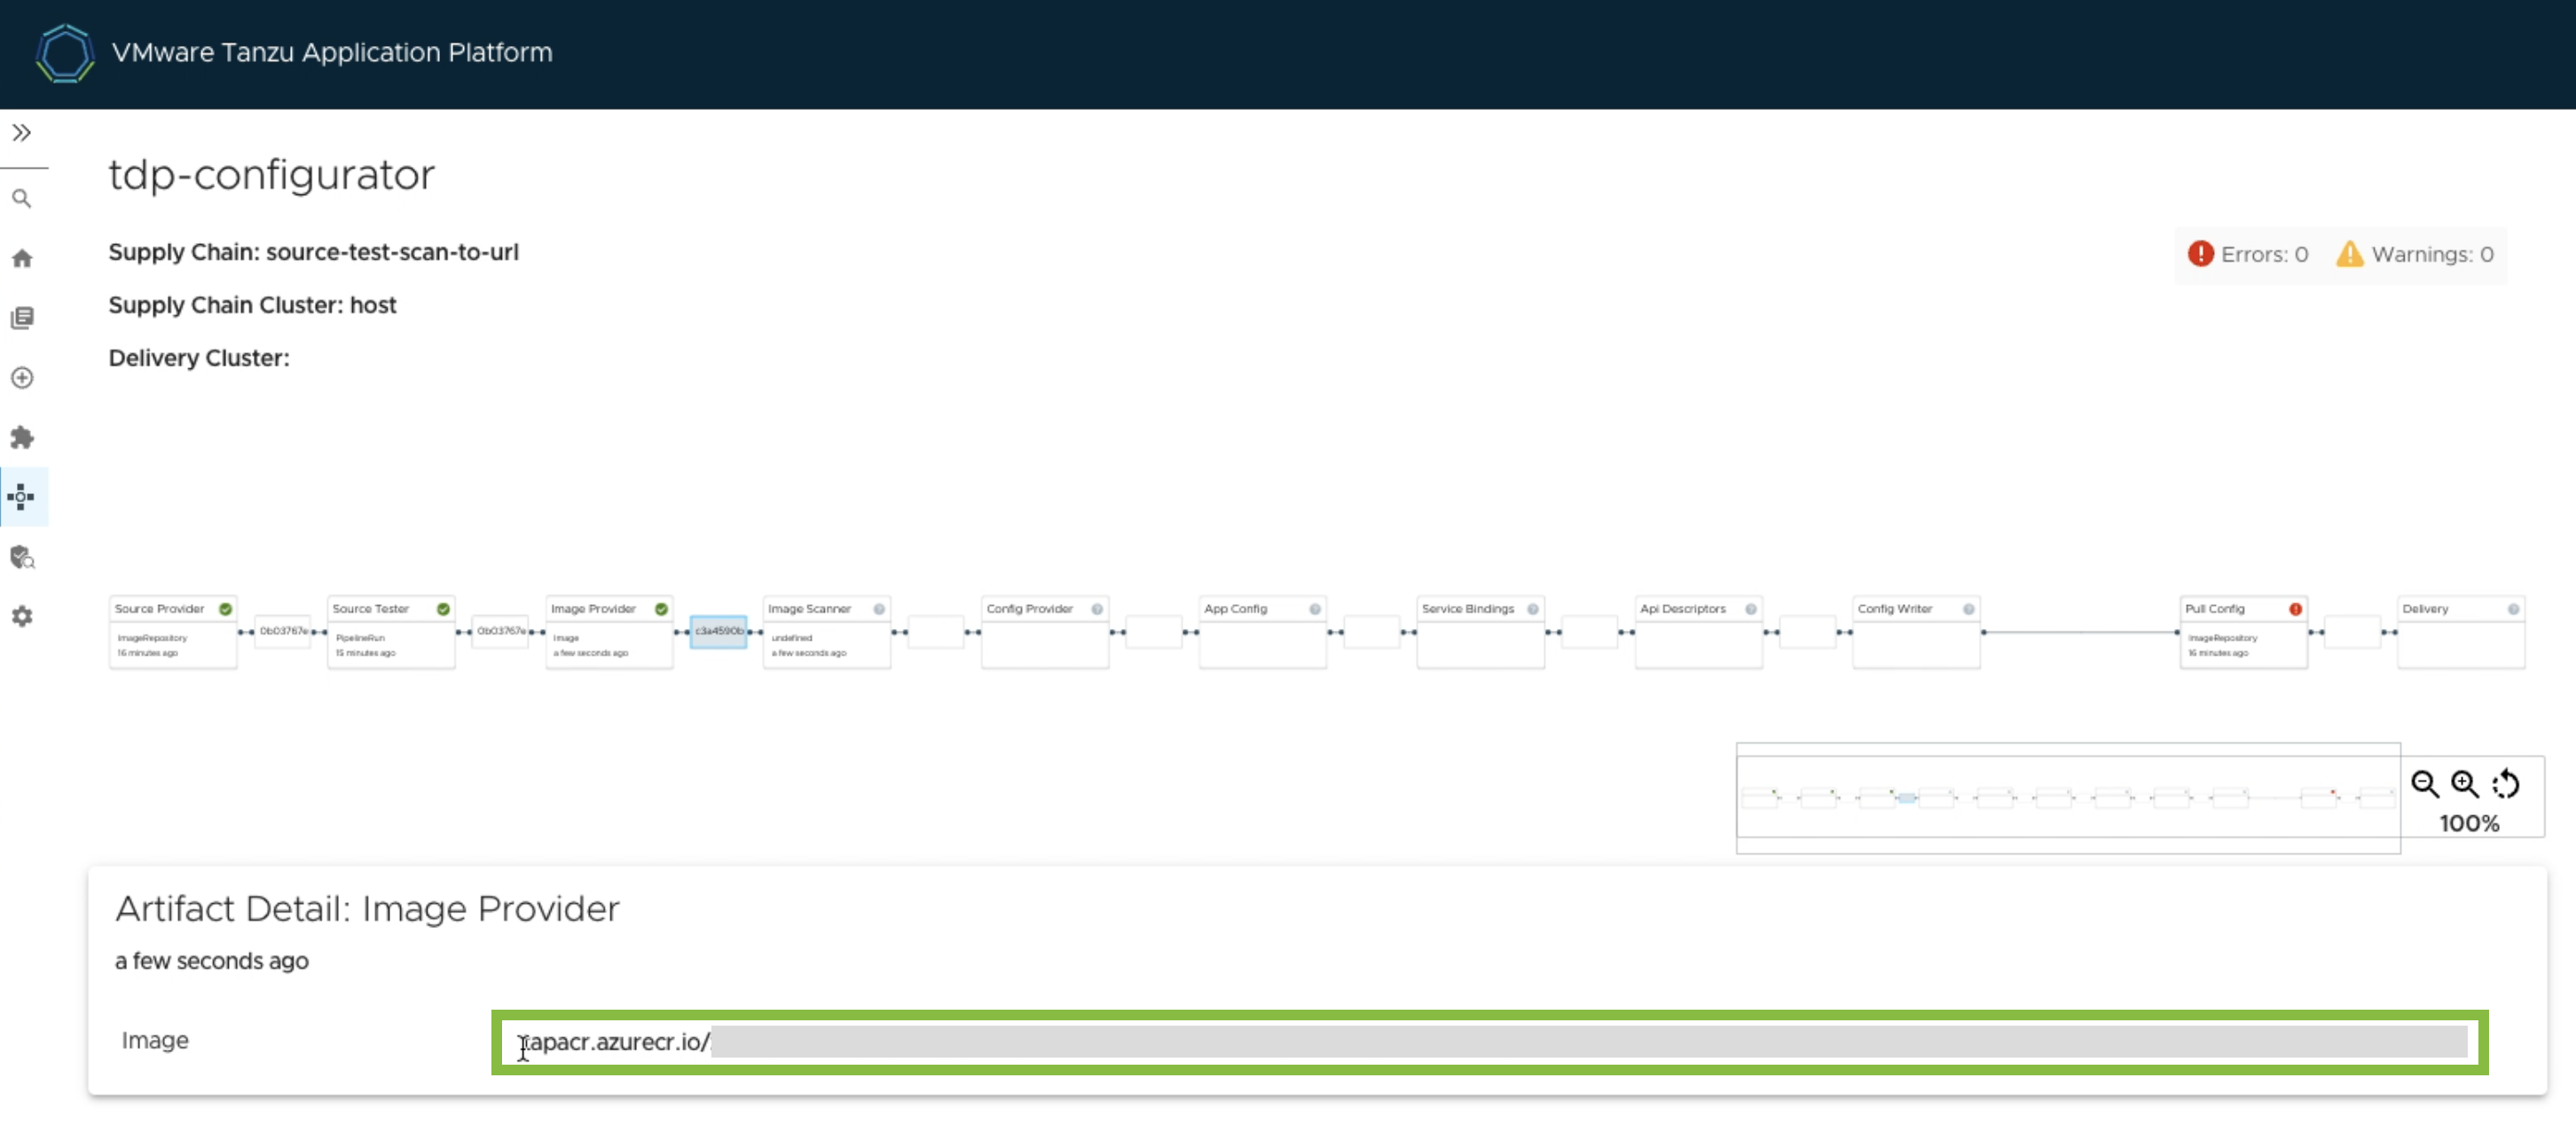 VMware Tanzu Application Platform
tdp-configurator
Supply Chain: source-test-scan-to-url
Errors: 0
Warnings: 0
Supply Chain Cluster: host
Delivery Cluster:
Source Provider
ImageRepository
16 minutes ago
0b03767e
Source Tester
PipelineRun
15 minutes ago
0b03767e
Image Provider
Image
a few seconds ago
c3a4590b
Image Scanner
undefined
a few seconds ago
Config Provider
App Config
Service Bindings
Api Descriptors
Config Writer
Pull Config
ImageRepository
16 minutes ago
Delivery
100%
Artifact Detail: Image Provider
a few seconds ago
Image
tapacr.azurecr.io/